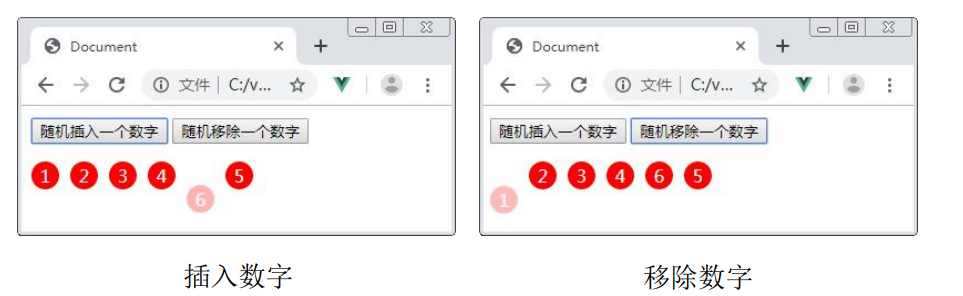 Document
文件 C:/v...
随机插入一个数字 随机移除一个数字
1 2 3 4 5
6
插入数字
Document
文件 C:/v...
随机插入一个数字 随机移除一个数字
2 3 4 6 5
1
移除数字